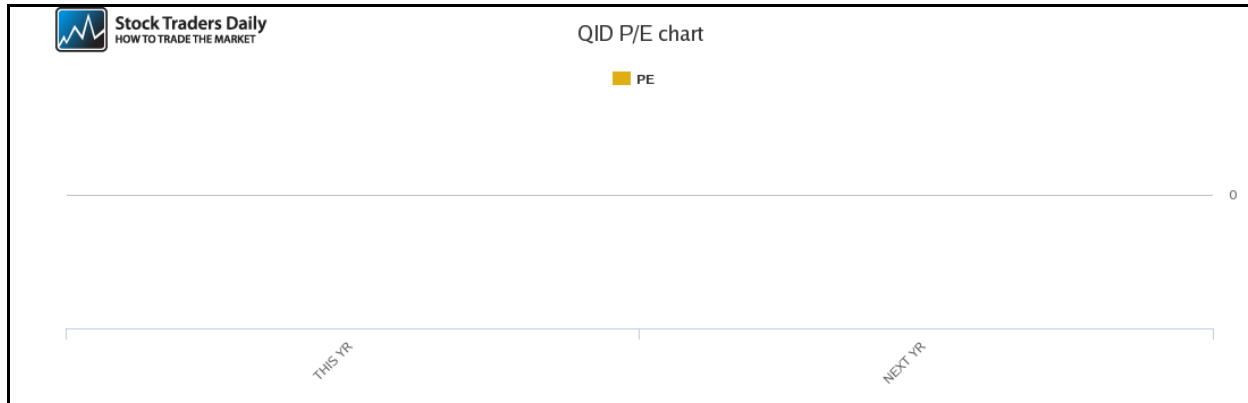 Stock Traders Daily
HOW TO TRADE THE MARKET
QID P/E chart
PE
0
THIS YR
NEXT YR